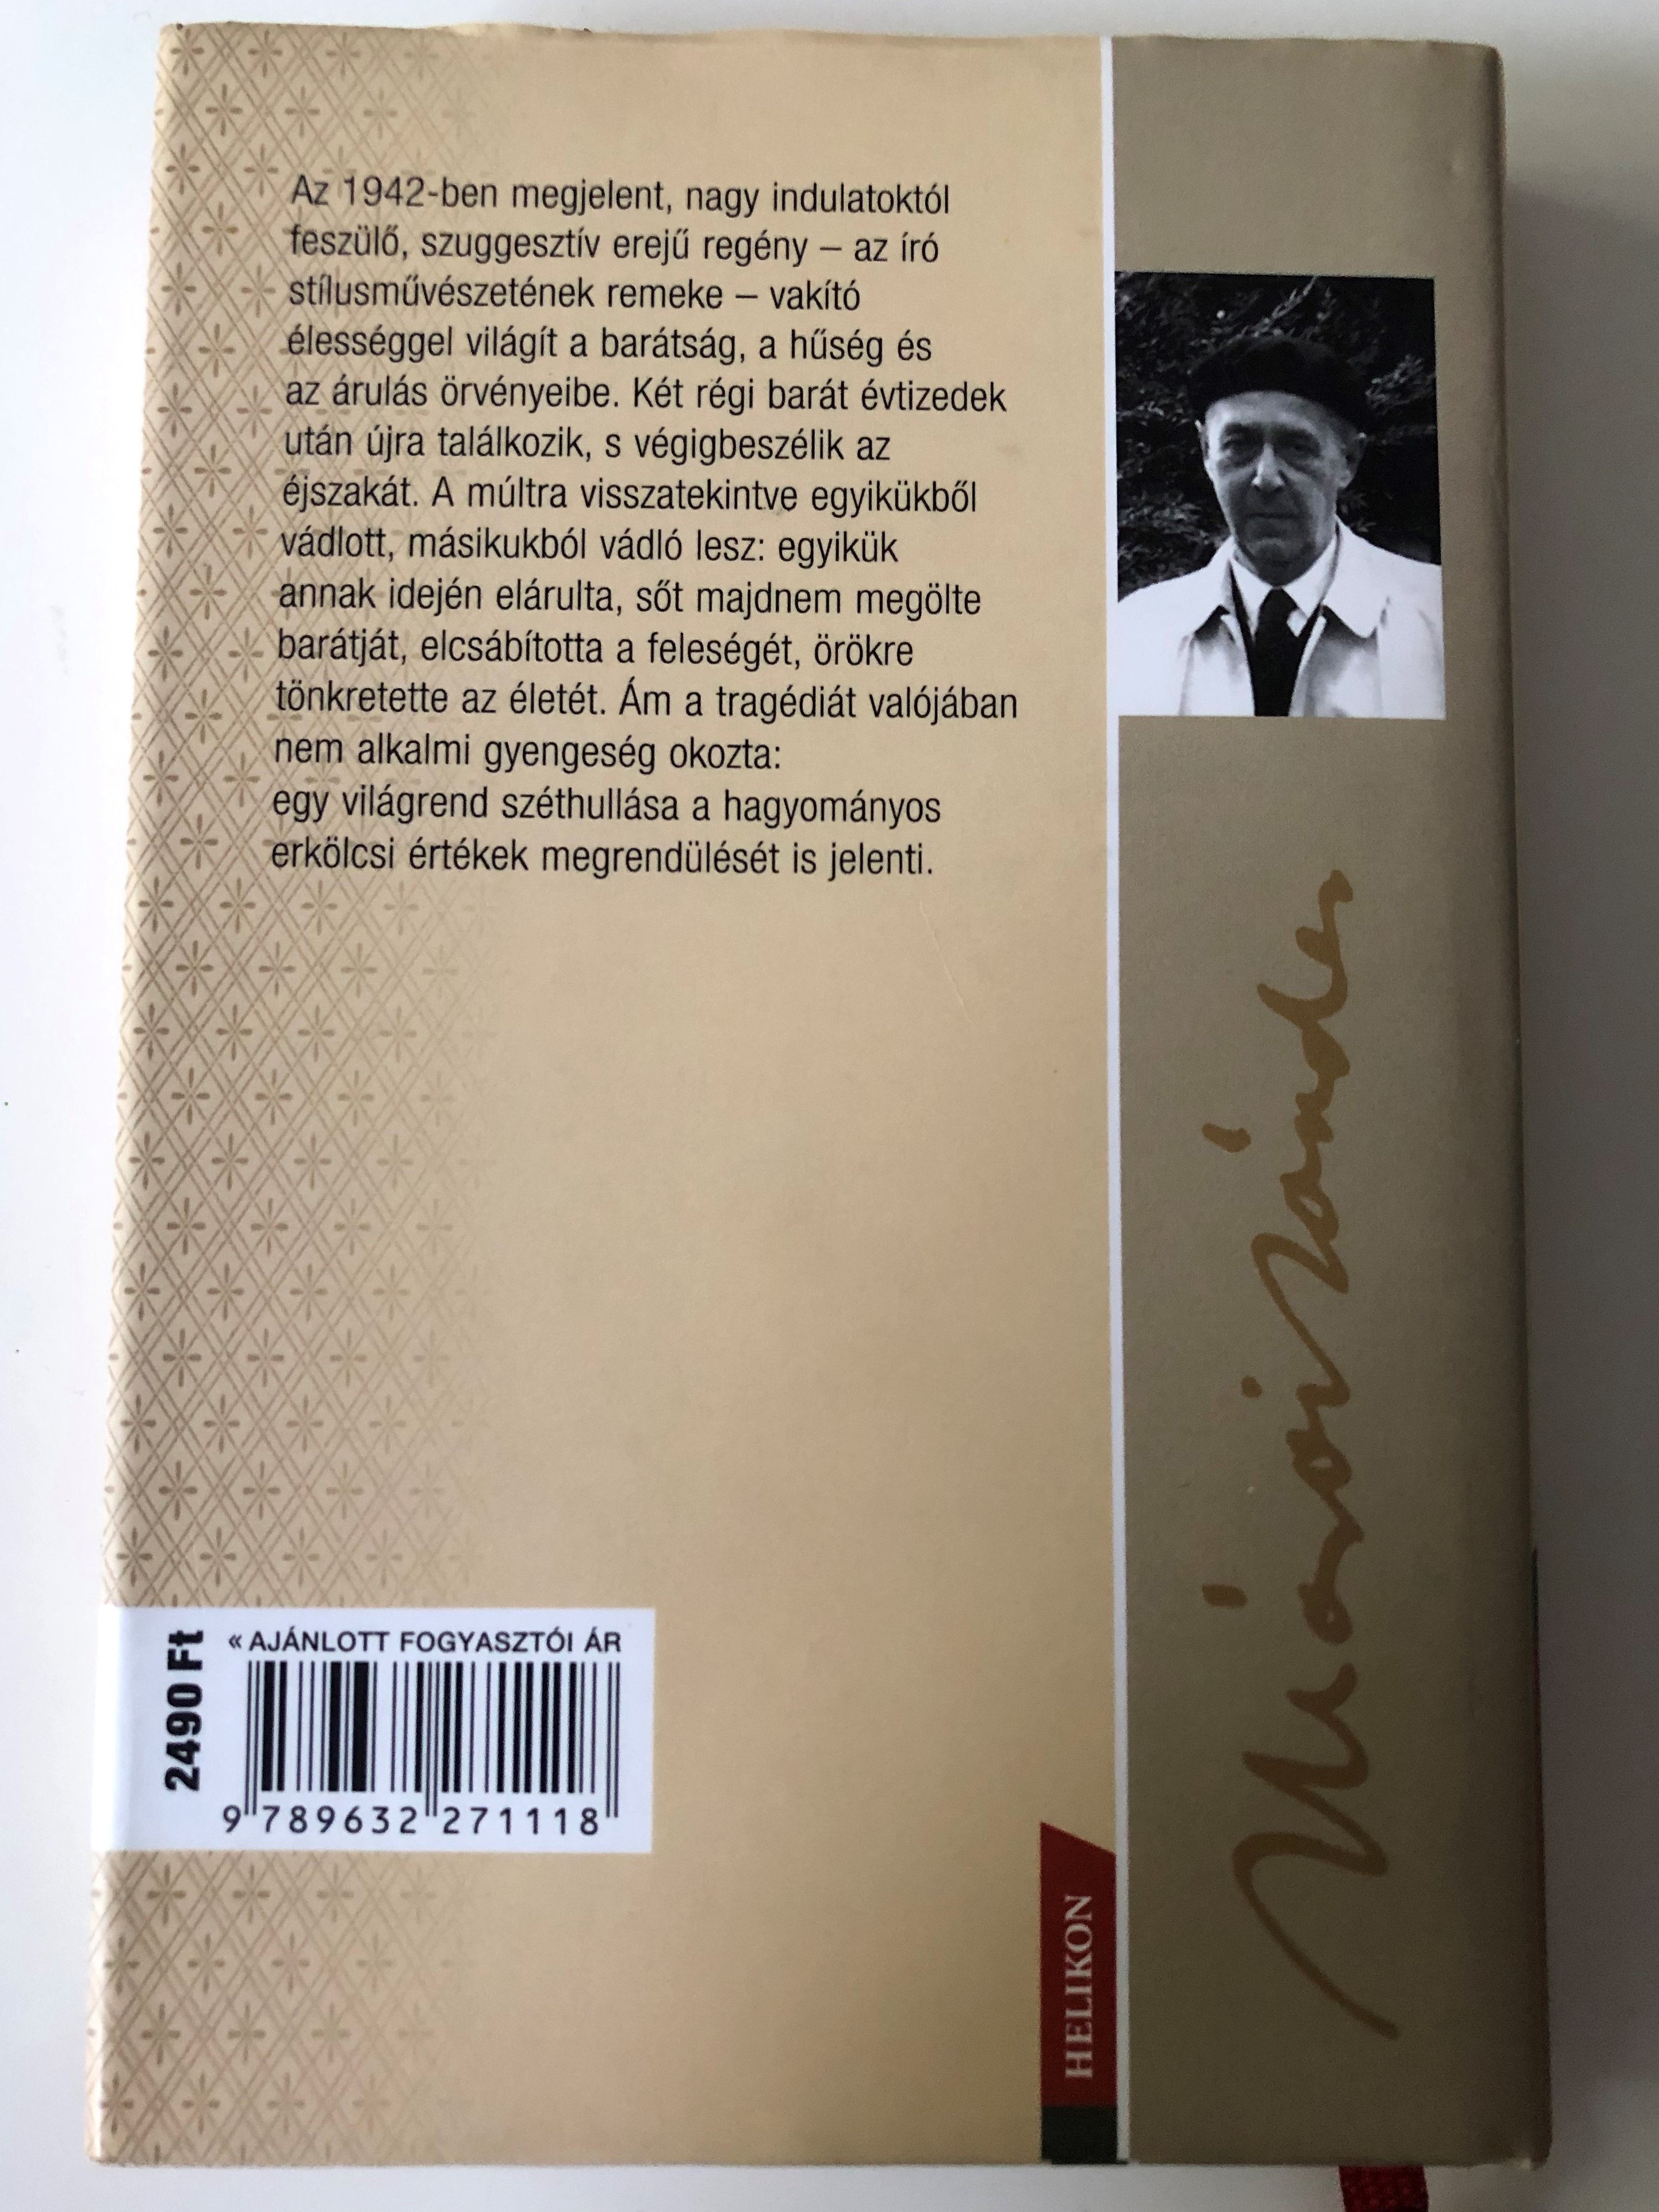 Az 1942-ben megjelent, nagy indulatoktól
feszülő, szuggesztív erejű regény – az író
stílusművészetének remeke – vakító
élességgel világít a barátság, a hűség és
az árulás örvényeibe. Két régi barát évtizedek
után újra találkozik, s végigbeszélik az
éjszakát. A múltra visszatekintve egyikükből
vádlott, másikukból vádló lesz: egyikük
annak idején elárulta, sőt majdnem megölte
barátját, elcsábította a feleségét, örökre
tönkretette az életét. Ám a tragédiát valójában
nem alkalmi gyengeség okozta:
egy világrend széthullása a hagyományos
erkölcsi értékek megrendülését is jelenti.
2490 Ft
« AJÁNLOTT FOGYASZTÓI ÁR
9 789632 271118
HELIKON
Márai Sándor